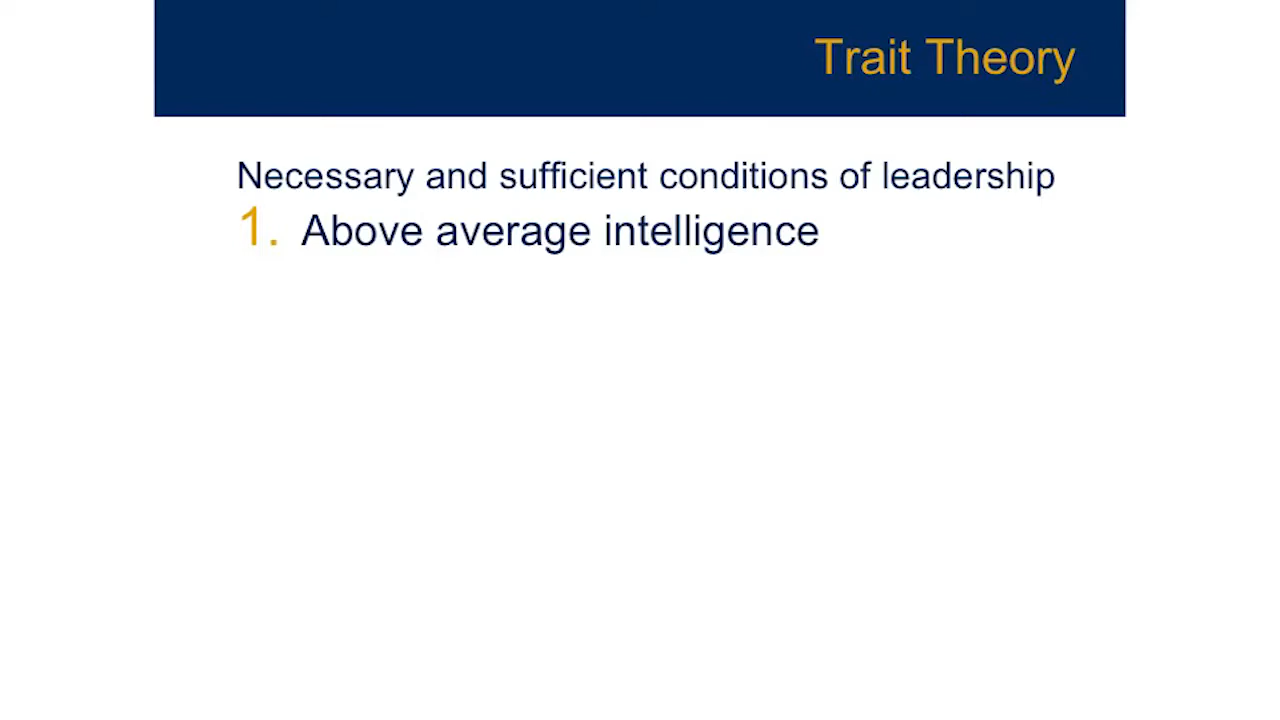 Trait Theory
Necessary and sufficient conditions of leadership
1. Above average intelligence